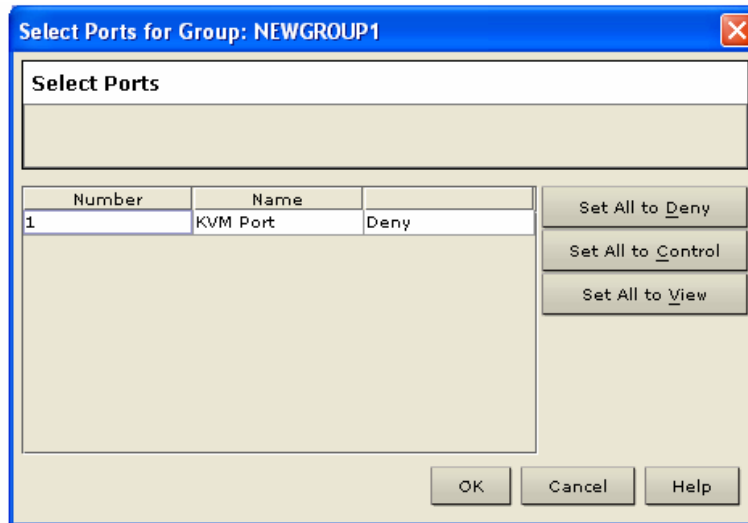 Select Ports for Group: NEWGROUP1
Select Ports
Number Name
1 KVM Port Deny
Set All to Deny
Set All to Control
Set All to View
OK Cancel Help